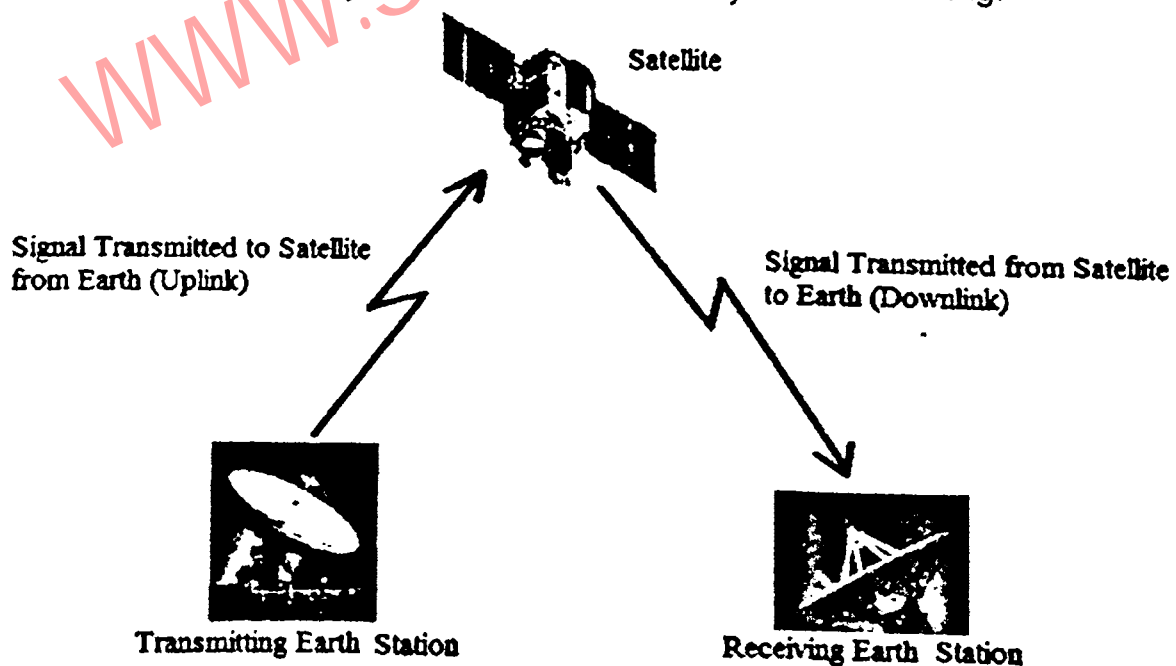 WWW.S
Satellite
Signal Transmitted to Satellite
from Earth (Uplink)
Signal Transmitted from Satellite
to Earth (Downlink)
Transmitting Earth Station
Receiving Earth Station